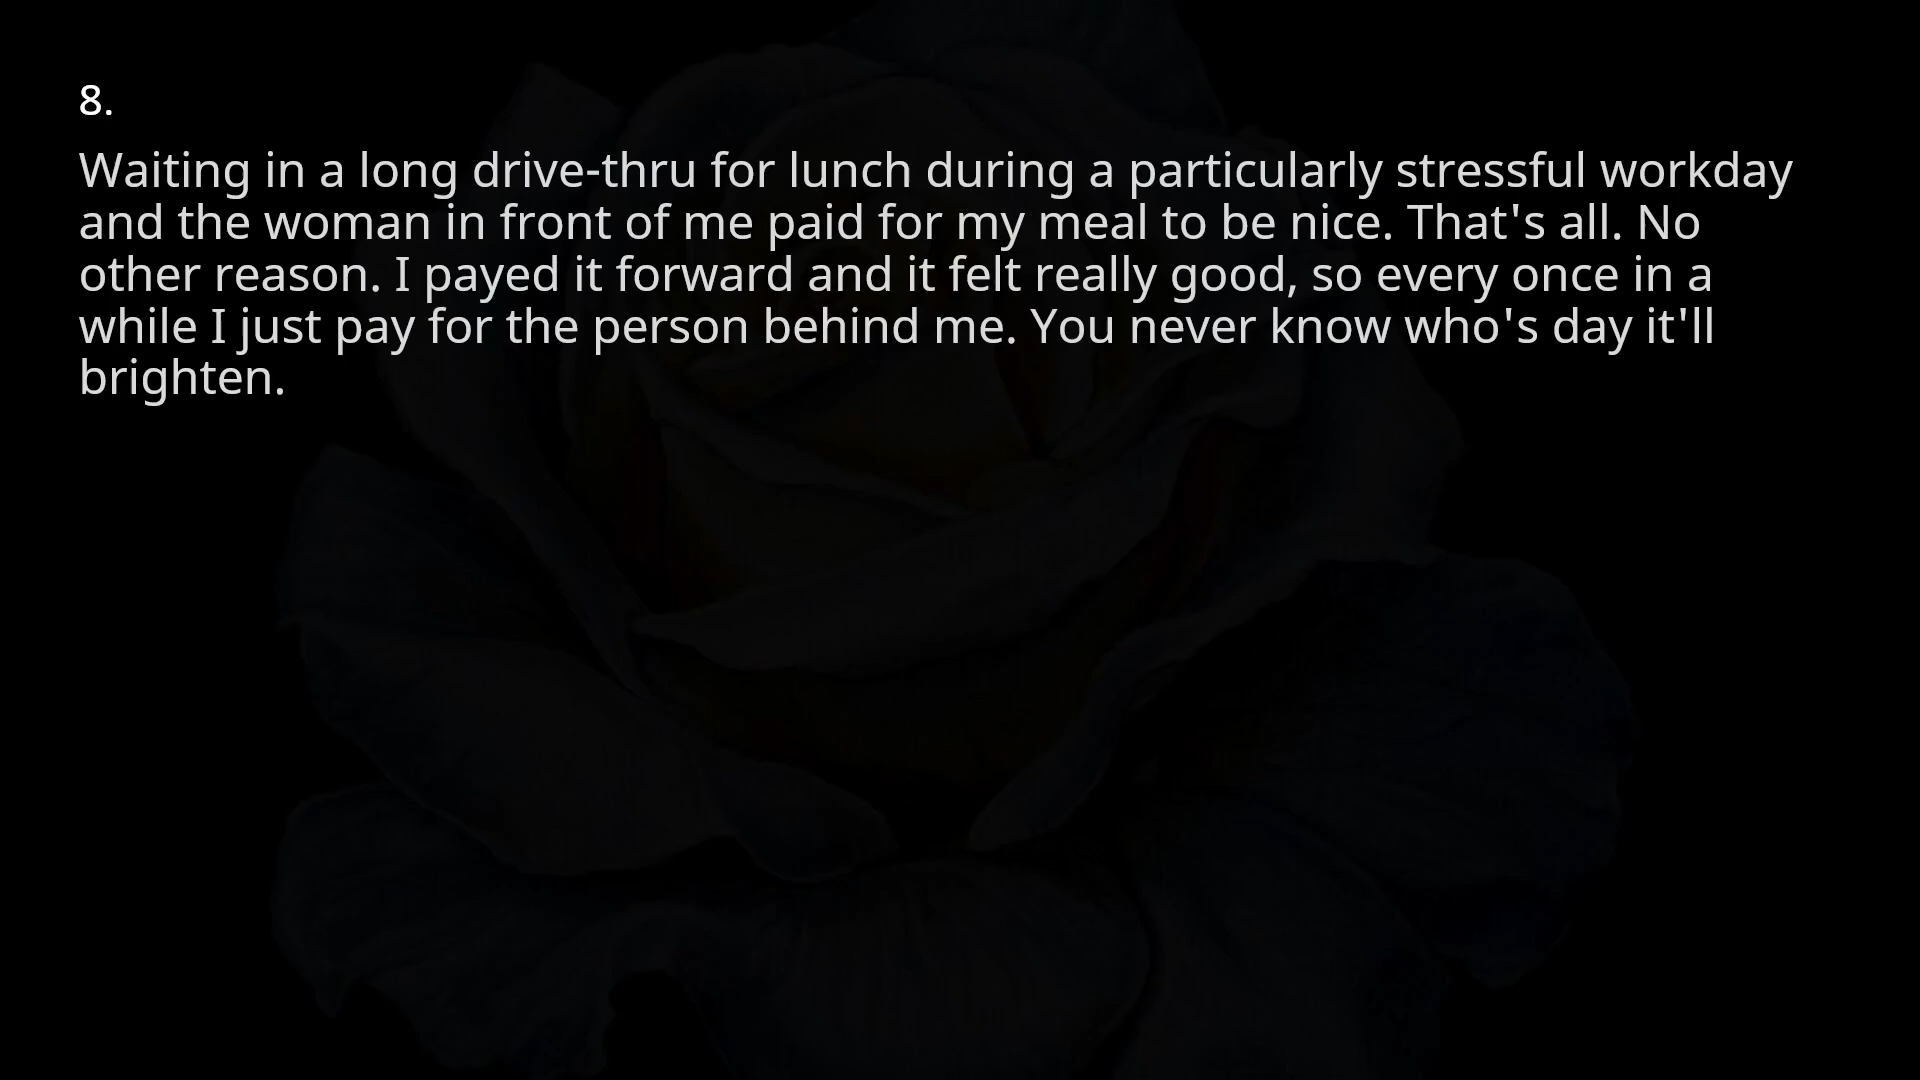 8.
Waiting in a long drive-thru for lunch during a particularly stressful workday
and the woman in front of me paid for my meal to be nice. That's all. No
other reason. I payed it forward and it felt really good, so every once in a
while I just pay for the person behind me. You never know who's day it'll
brighten.